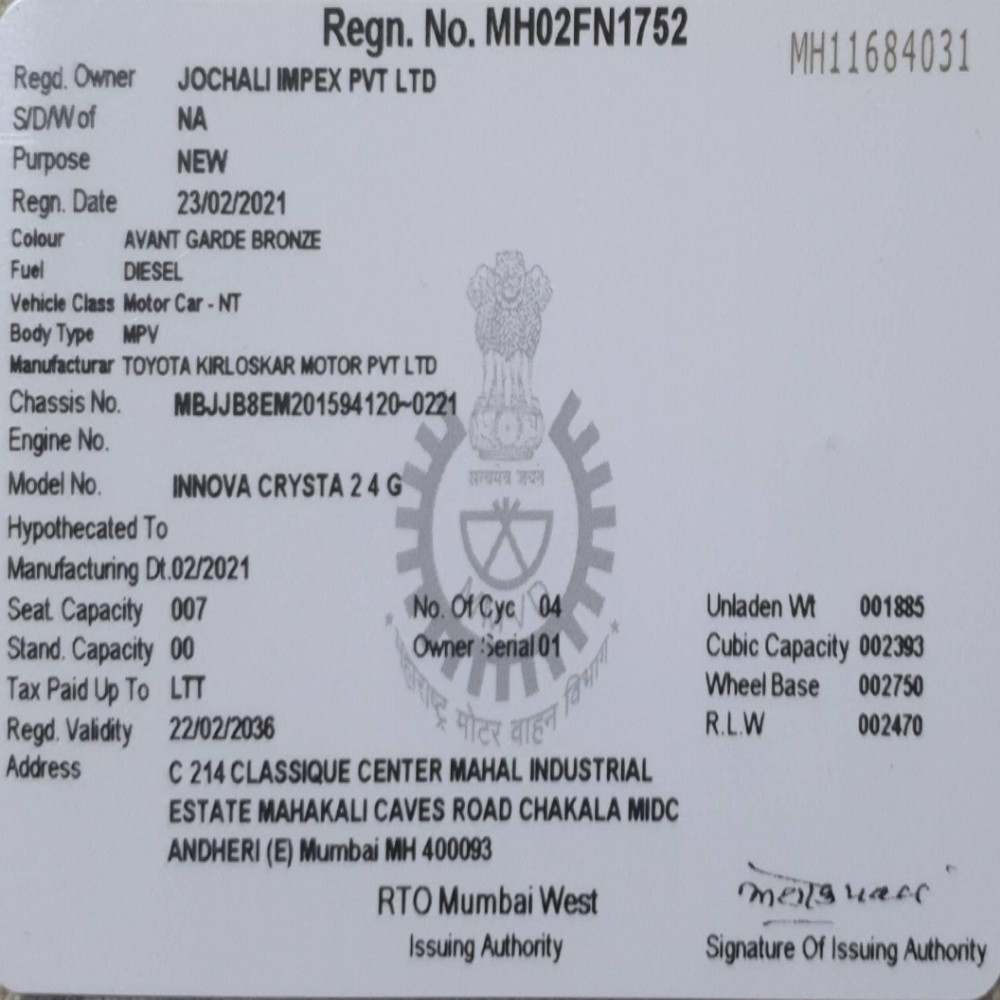 Regn. No. MH02FN1752
MH11684031
Regd. Owner JOCHALI IMPEX PVT LTD
S/D/W of NA
Purpose NEW
Regn. Date 23/02/2021
Colour AVANT GARDE BRONZE
Fuel DIESEL
Vehicle Class Motor Car - NT
Body Type MPV
Manufacturar TOYOTA KIRLOSKAR MOTOR PVT LTD
Chassis No. MBJJB8EM201594120~0221
Engine No.
Model No. INNOVA CRYSTA 2 4 G
सत्यमेव जयते
Hypothecated To
Manufacturing Dt.02/2021
Seat. Capacity 007 No. Of Cyc 04 Unladen Wt 001885
Stand. Capacity 00 Owner Serial 01 Cubic Capacity 002393
Tax Paid Up To LTT Wheel Base 002750
Regd. Validity 22/02/2036 R.L.W 002470
महाराष्ट्र मोटर वाहन विभाग
Address C 214 CLASSIQUE CENTER MAHAL INDUSTRIAL
ESTATE MAHAKALI CAVES ROAD CHAKALA MIDC
ANDHERI (E) Mumbai MH 400093
RTO Mumbai West
Issuing Authority
Signature Of Issuing Authority